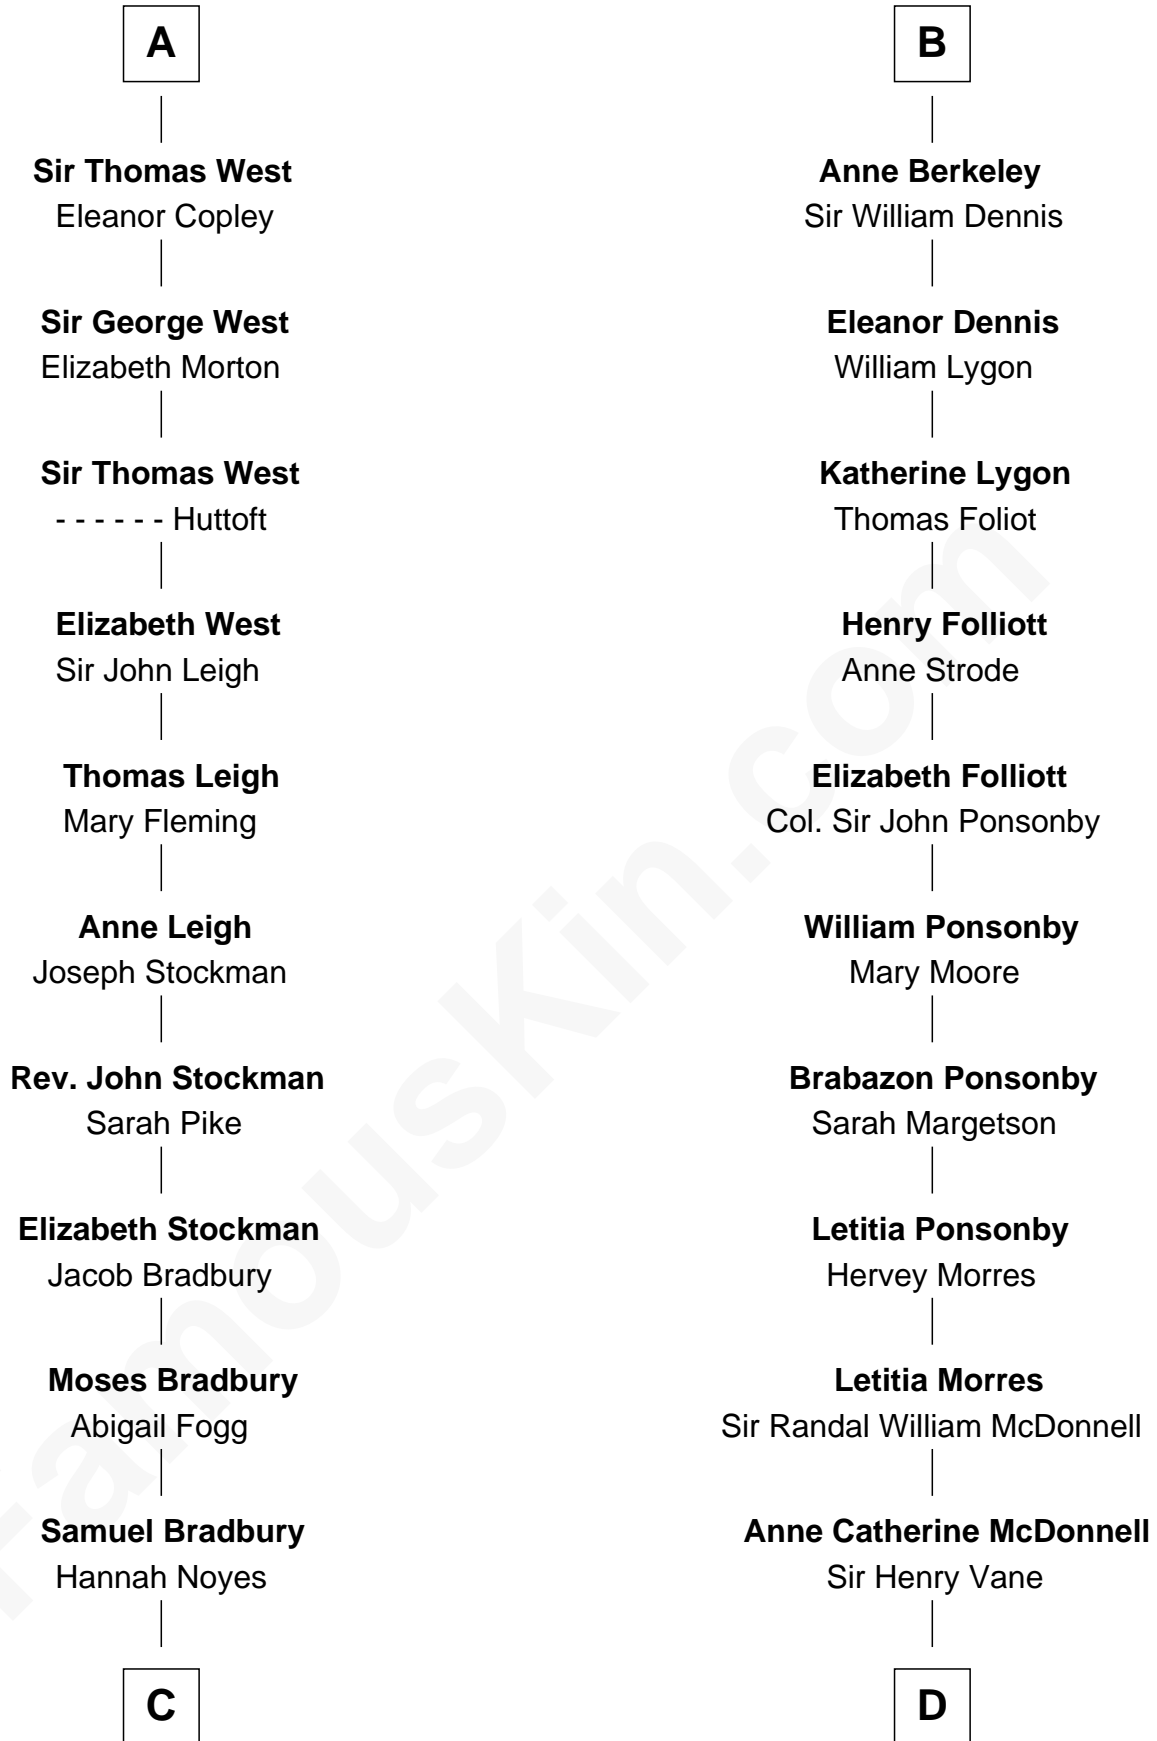 A
Sir Thomas West
Eleanor Copley
Sir George West
Elizabeth Morton
Sir Thomas West
- - - - - - Huttoft
Elizabeth West
Sir John Leigh
Thomas Leigh
Mary Fleming
Anne Leigh
Joseph Stockman
Rev. John Stockman
Sarah Pike
Elizabeth Stockman
Jacob Bradbury
Moses Bradbury
Abigail Fogg
Samuel Bradbury
Hannah Noyes
C
B
Anne Berkeley
Sir William Dennis
Eleanor Dennis
William Lygon
Katherine Lygon
Thomas Foliot
Henry Folliott
Anne Strode
Elizabeth Folliott
Col. Sir John Ponsonby
William Ponsonby
Mary Moore
Brabazon Ponsonby
Sarah Margetson
Letitia Ponsonby
Hervey Morres
Letitia Morres
Sir Randal William McDonnell
Anne Catherine McDonnell
Sir Henry Vane
D
FamousKin.com